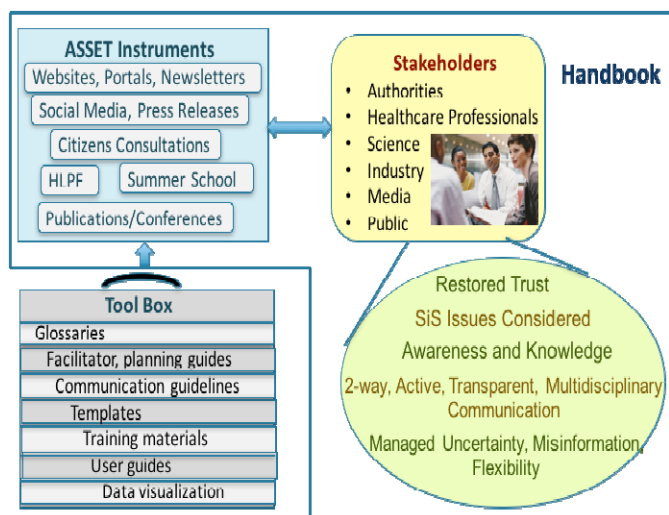 ASSET Instruments
Websites, Portals, Newsletters
Social Media, Press Releases
Citizens Consultations
HLPF
Summer School
Publications/Conferences
Stakeholders
• Authorities
• Healthcare Professionals
• Science
• Industry
• Media
• Public
Handbook
Tool Box
Glossaries
Facilitator, planning guides
Communication guidelines
Templates
Training materials
User guides
Data visualization
Restored Trust
SiS Issues Considered
Awareness and Knowledge
2-way, Active, Transparent, Multidisciplinary
Communication
Managed Uncertainty, Misinformation,
Flexibility